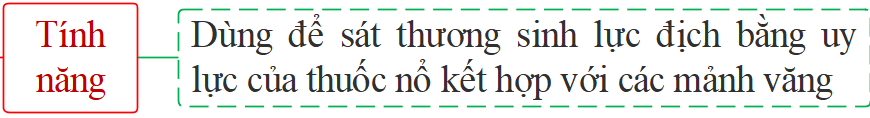 Tính
năng
Dùng để sát thương sinh lực địch bằng uy
lực của thuốc nổ kết hợp với các mảnh văng